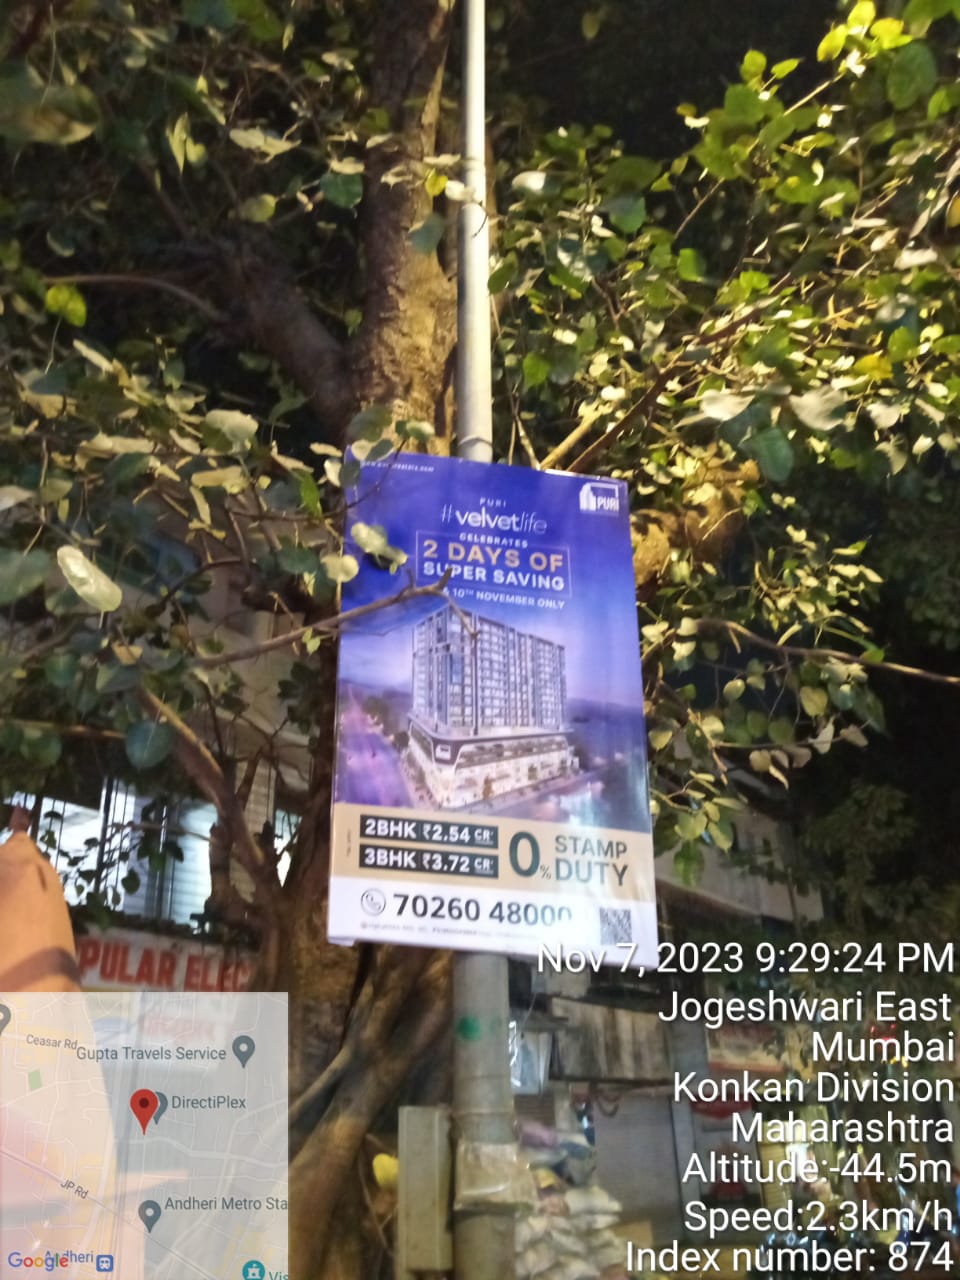 PURI
PURI
#velvetlife
CELEBRATES
2 DAYS OF
SUPER SAVING
& 10TH NOVEMBER ONLY
2BHK ₹2.54 CR*
3BHK ₹3.72 CR*
0% STAMP DUTY
70260 48000
PULAR ELEC
Nov 7, 2023 9:29:24 PM
Jogeshwari East
Mumbai
Konkan Division
Maharashtra
Altitude:-44.5m
Speed:2.3km/h
Index number: 874
Ceasar Rd
Gupta Travels Service
DirectiPlex
JP Rd
Andheri Metro Sta
Andheri
Google
Vis